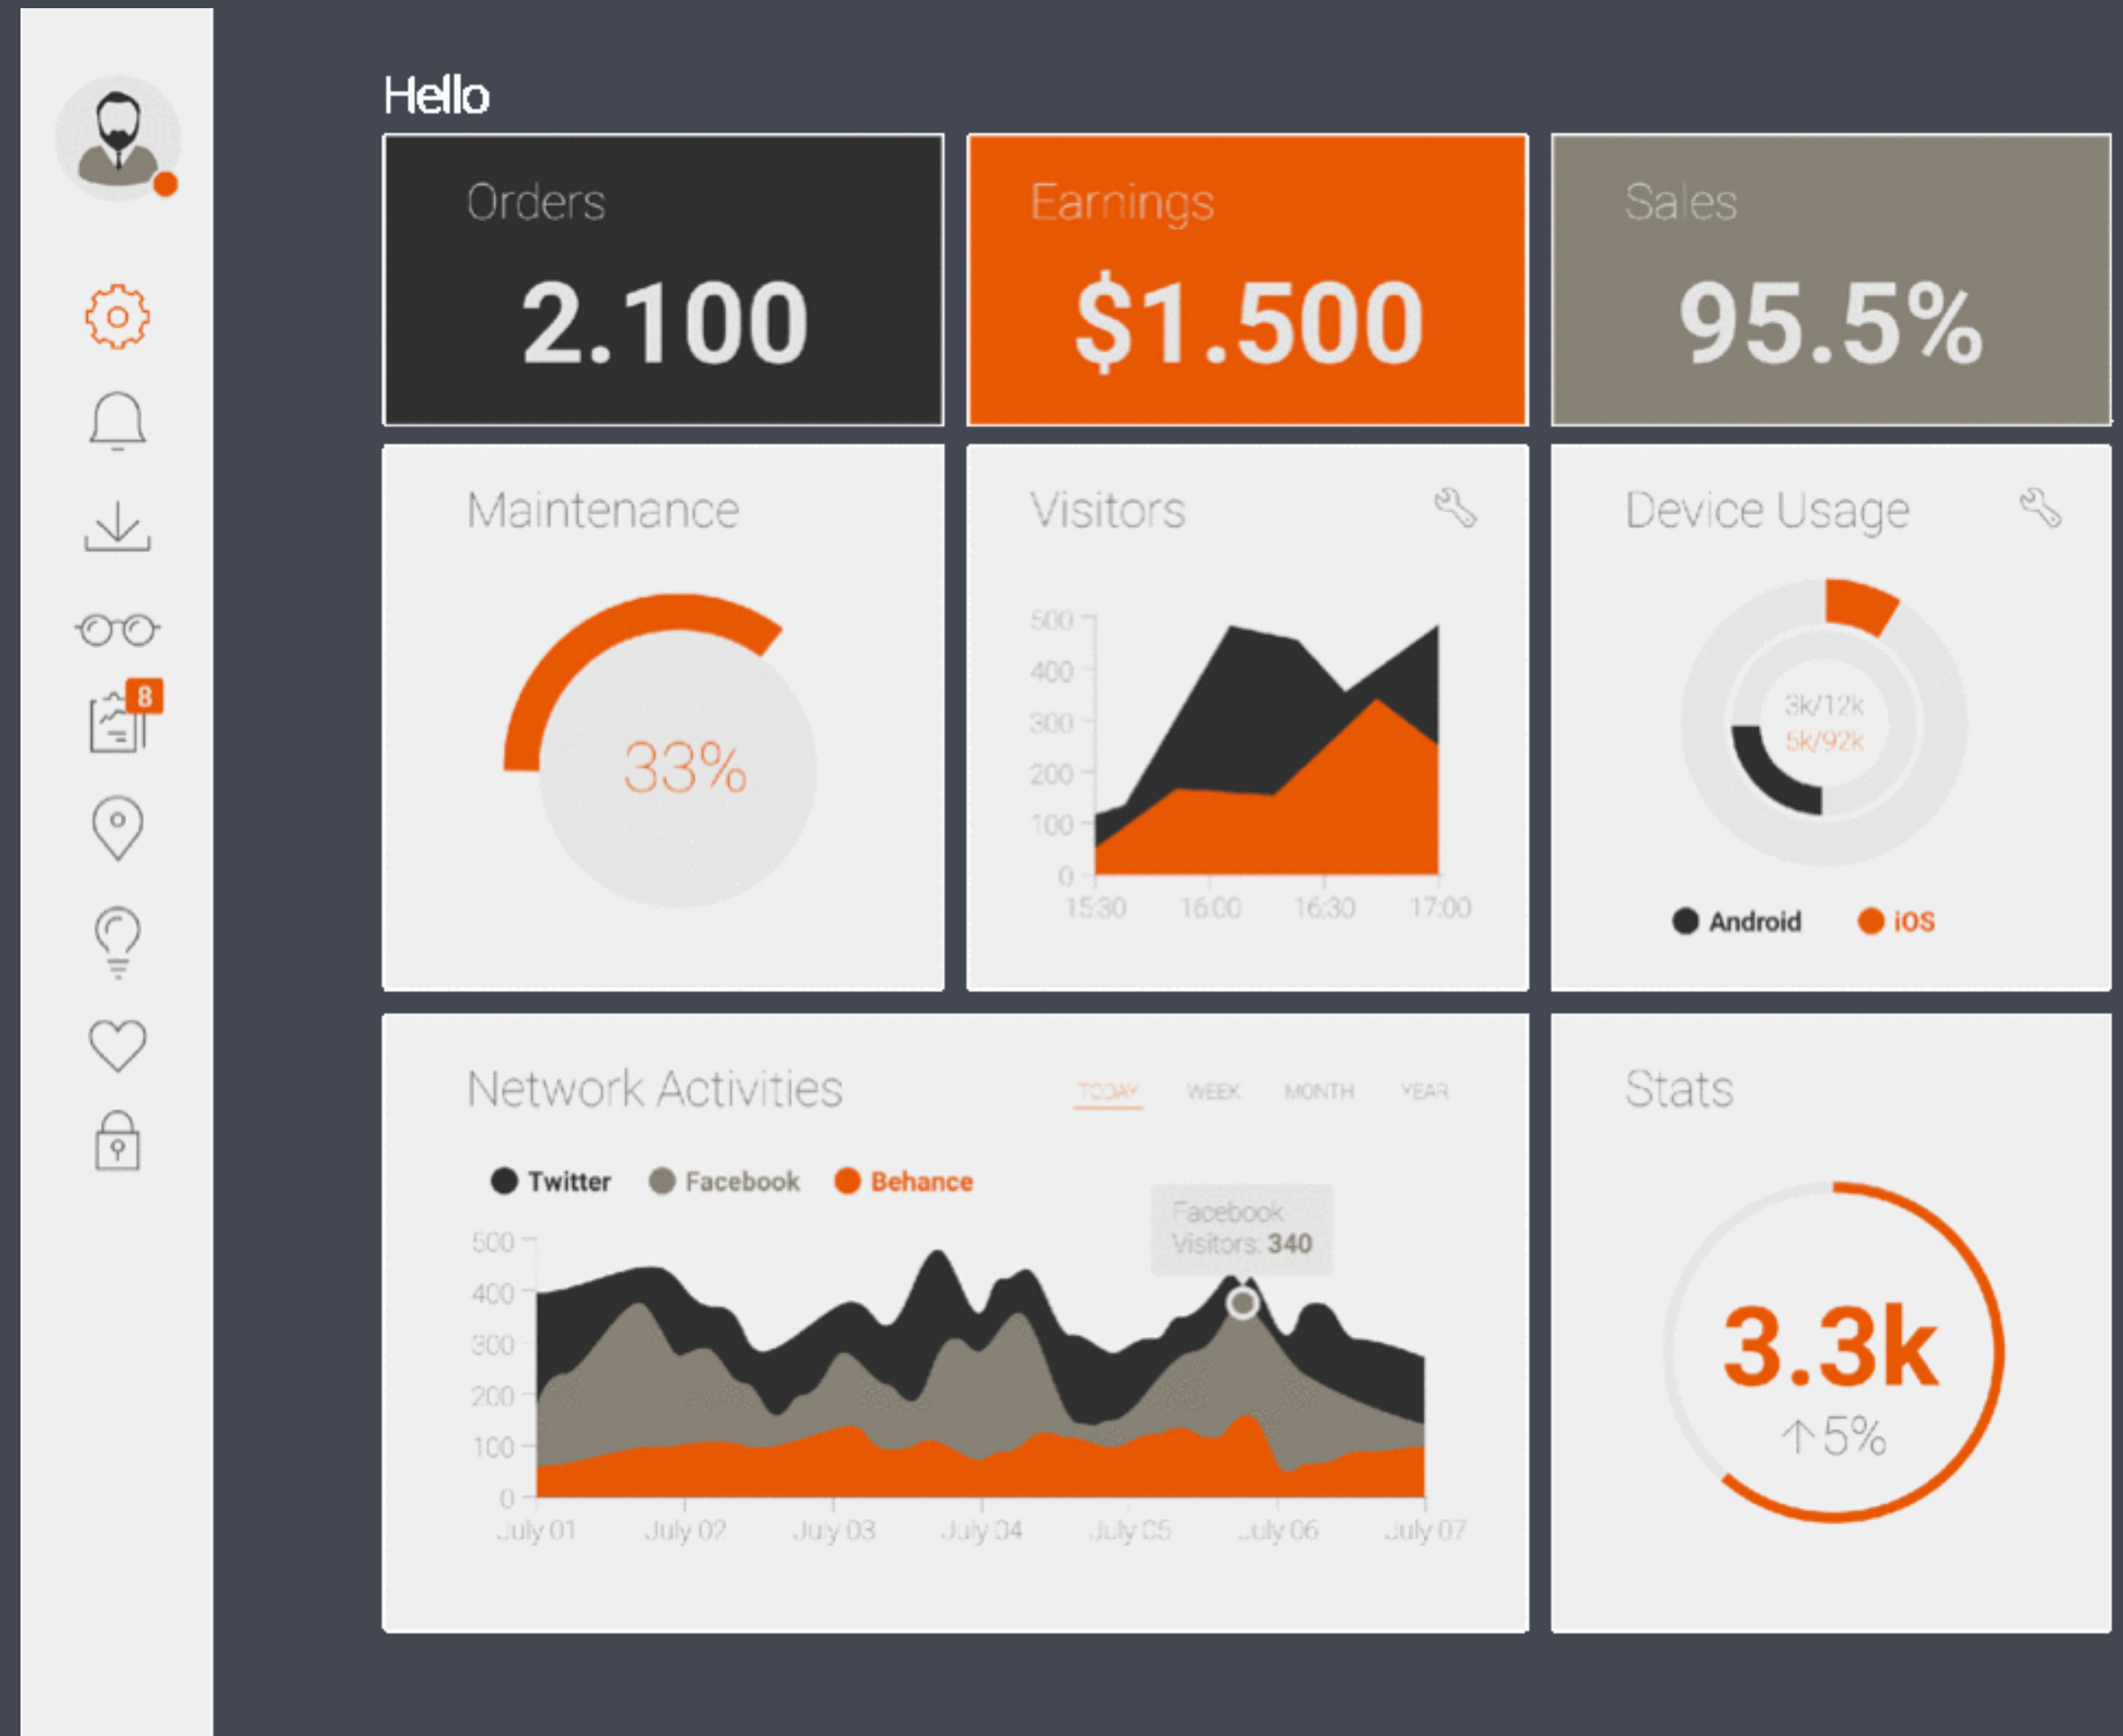 Hello
Orders
2.100
Earnings
$1.500
Sales
95.5%
8
Maintenance
33%
Visitors
500
400
300
200
100
0
15:30 16:00 16:30 17:00
Device Usage
3k/12k
5k/92k
Android iOS
Network Activities
TODAY WEEK MONTH YEAR
Twitter Facebook Behance
Facebook
Visitors: 340
500
400
300
200
100
0
July 01 July 02 July 03 July 04 July 05 July 06 July 07
Stats
3.3k
↑5%